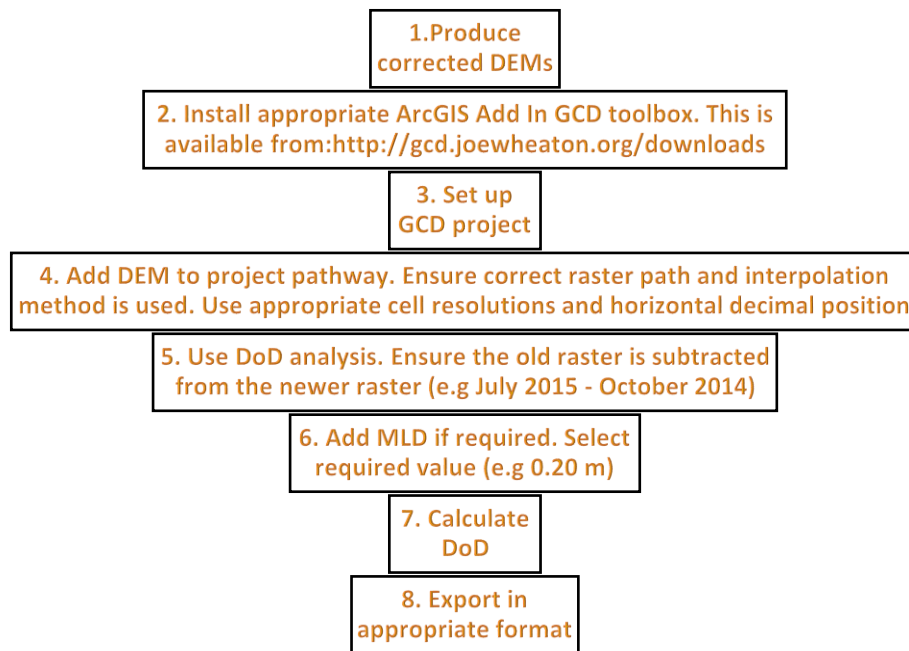 1.Produce
corrected DEMs
2. Install appropriate ArcGIS Add In GCD toolbox. This is
available from:http://gcd.joewheaton.org/downloads
3. Set up
GCD project
4. Add DEM to project pathway. Ensure correct raster path and interpolation
method is used. Use appropriate cell resolutions and horizontal decimal position
5. Use DoD analysis. Ensure the old raster is subtracted
from the newer raster (e.g July 2015 - October 2014)
6. Add MLD if required. Select
required value (e.g 0.20 m)
7. Calculate
DoD
8. Export in
appropriate format